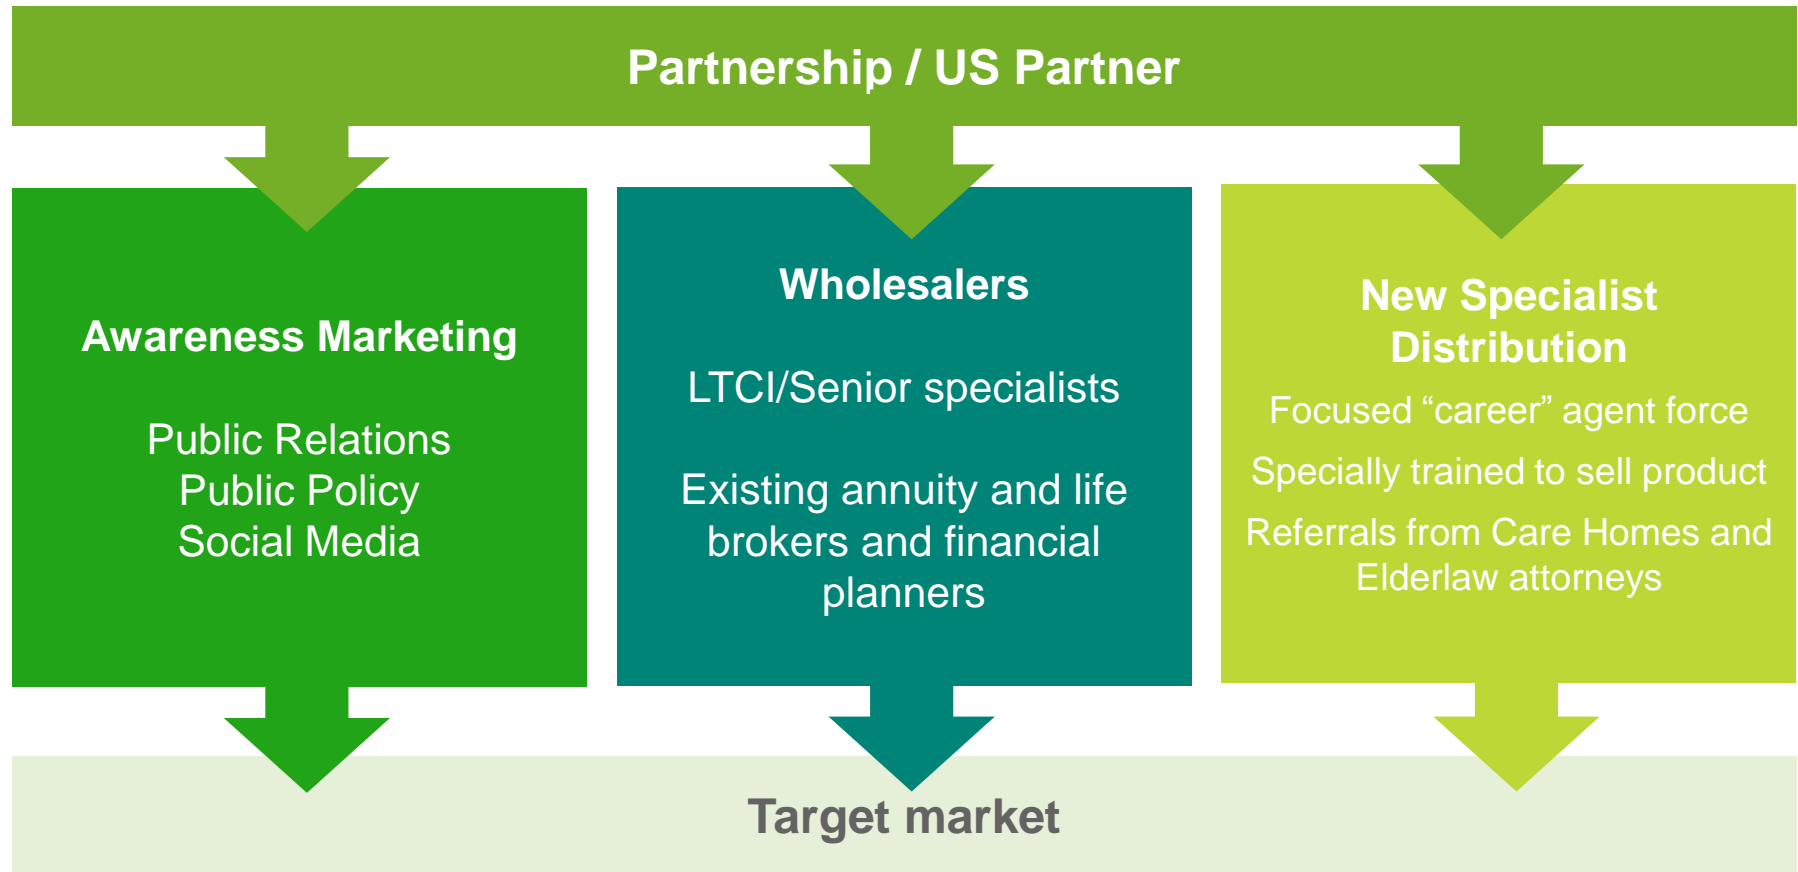 Partnership / US Partner
Awareness Marketing
Public Relations
Public Policy
Social Media
Wholesalers
LTCI/Senior specialists
Existing annuity and life
brokers and financial
planners
New Specialist
Distribution
Focused “career” agent force
Specially trained to sell product
Referrals from Care Homes and
Elderlaw attorneys
Target market